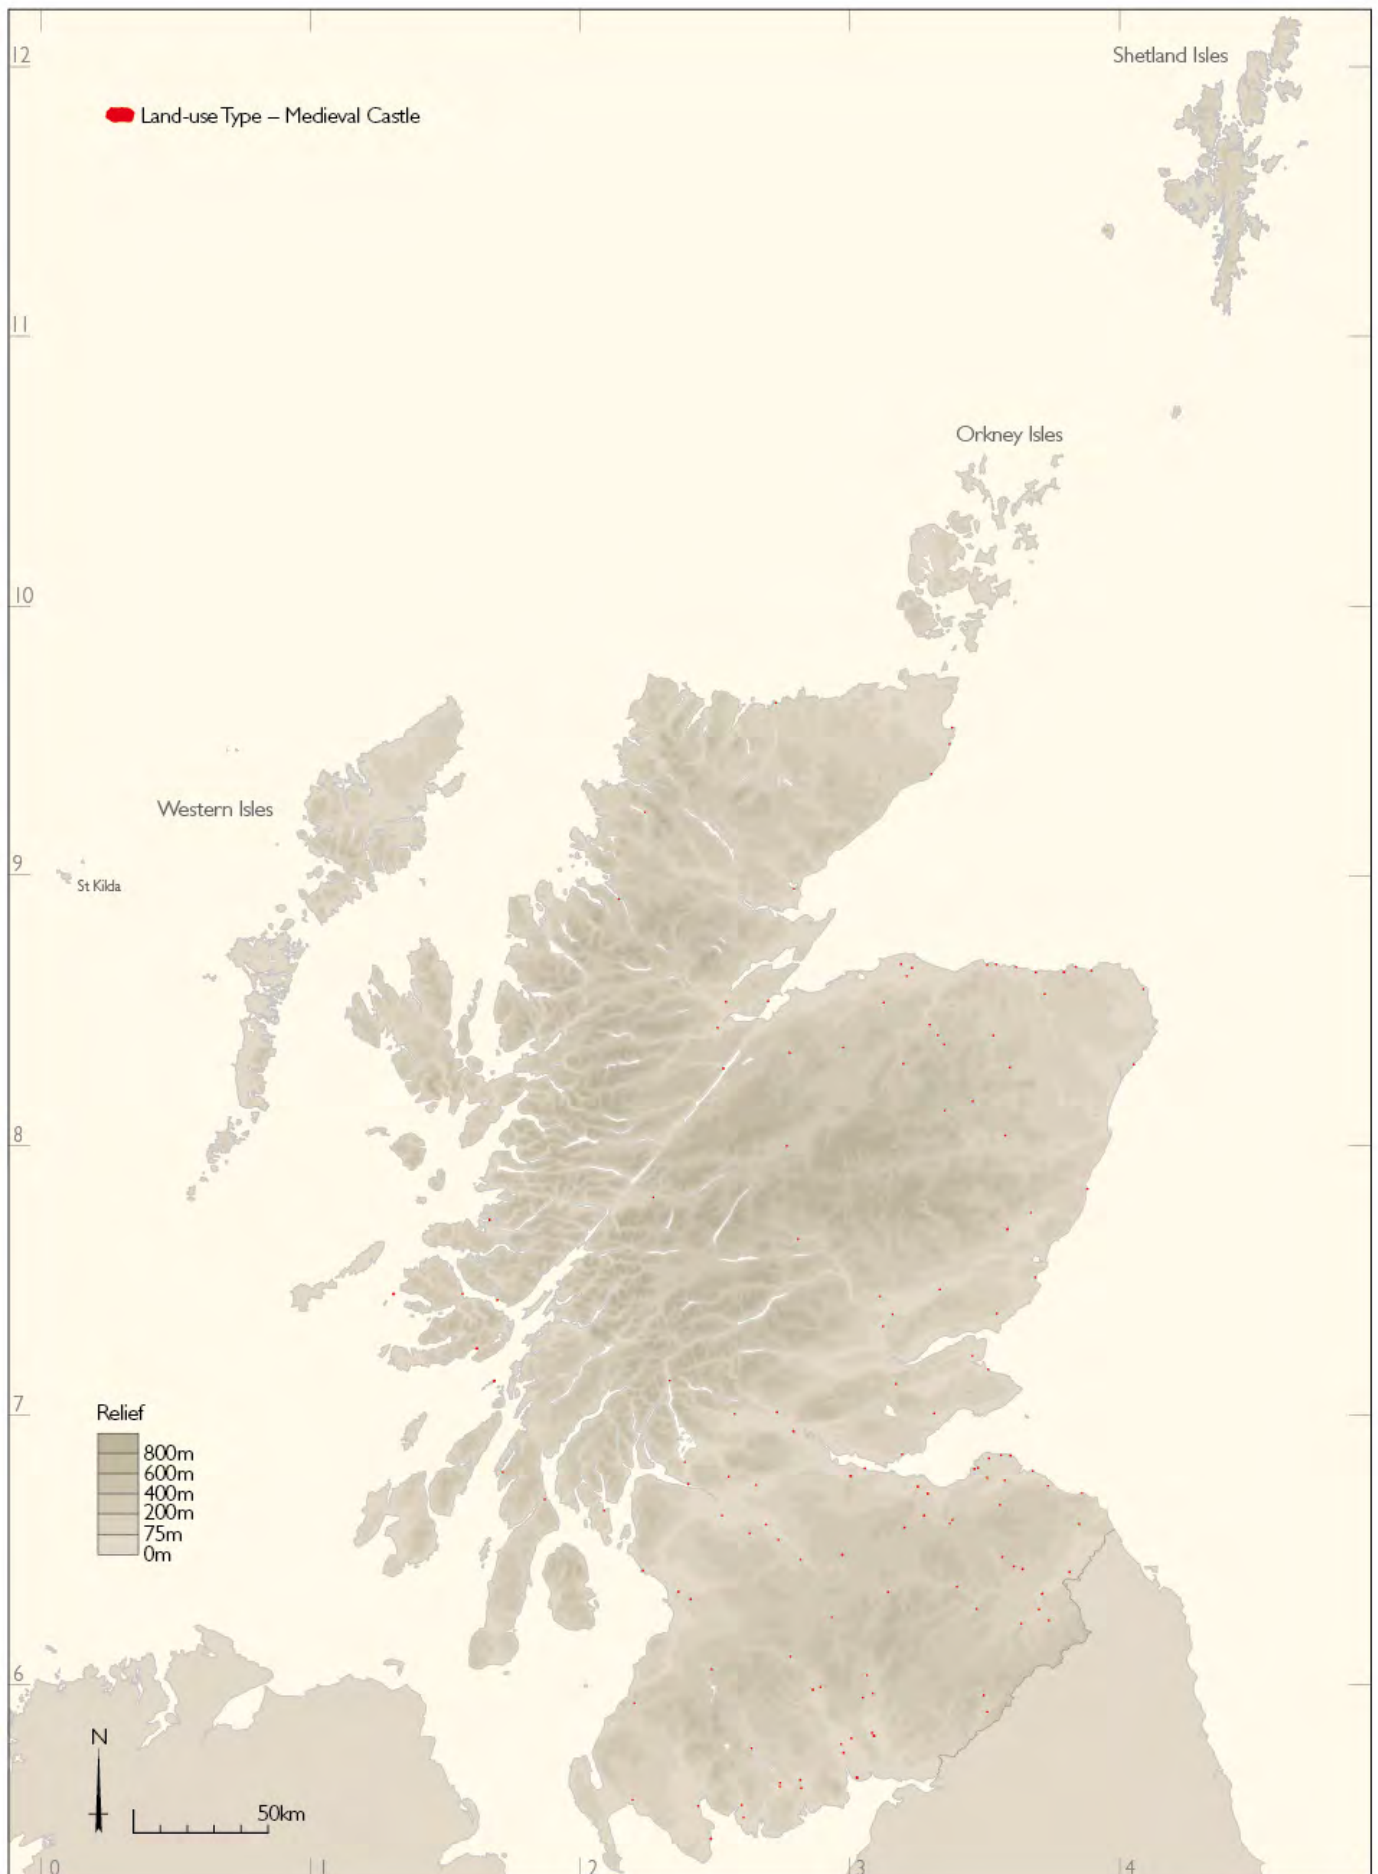 12
Shetland Isles
Land-use Type – Medieval Castle
11
Orkney Isles
10
Western Isles
9
St Kilda
8
7
Relief
800m
600m
400m
200m
75m
0m
6
N
50km
0
1
2
3
4